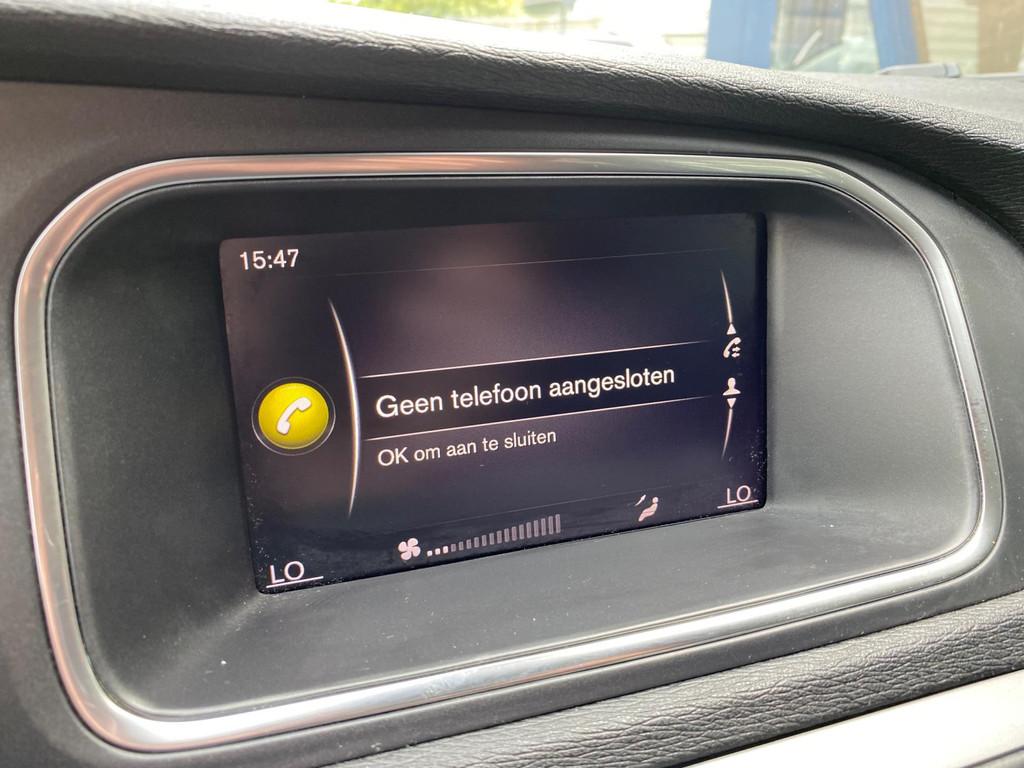 15:47
Geen telefoon aangesloten
OK om aan te sluiten
LO
LO